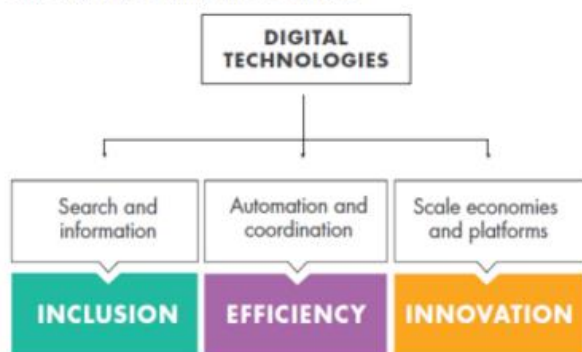 DIGITAL
TECHNOLOGIES
Search and
information
Automation and
coordination
Scale economies
and platforms
INCLUSION
EFFICIENCY
INNOVATION